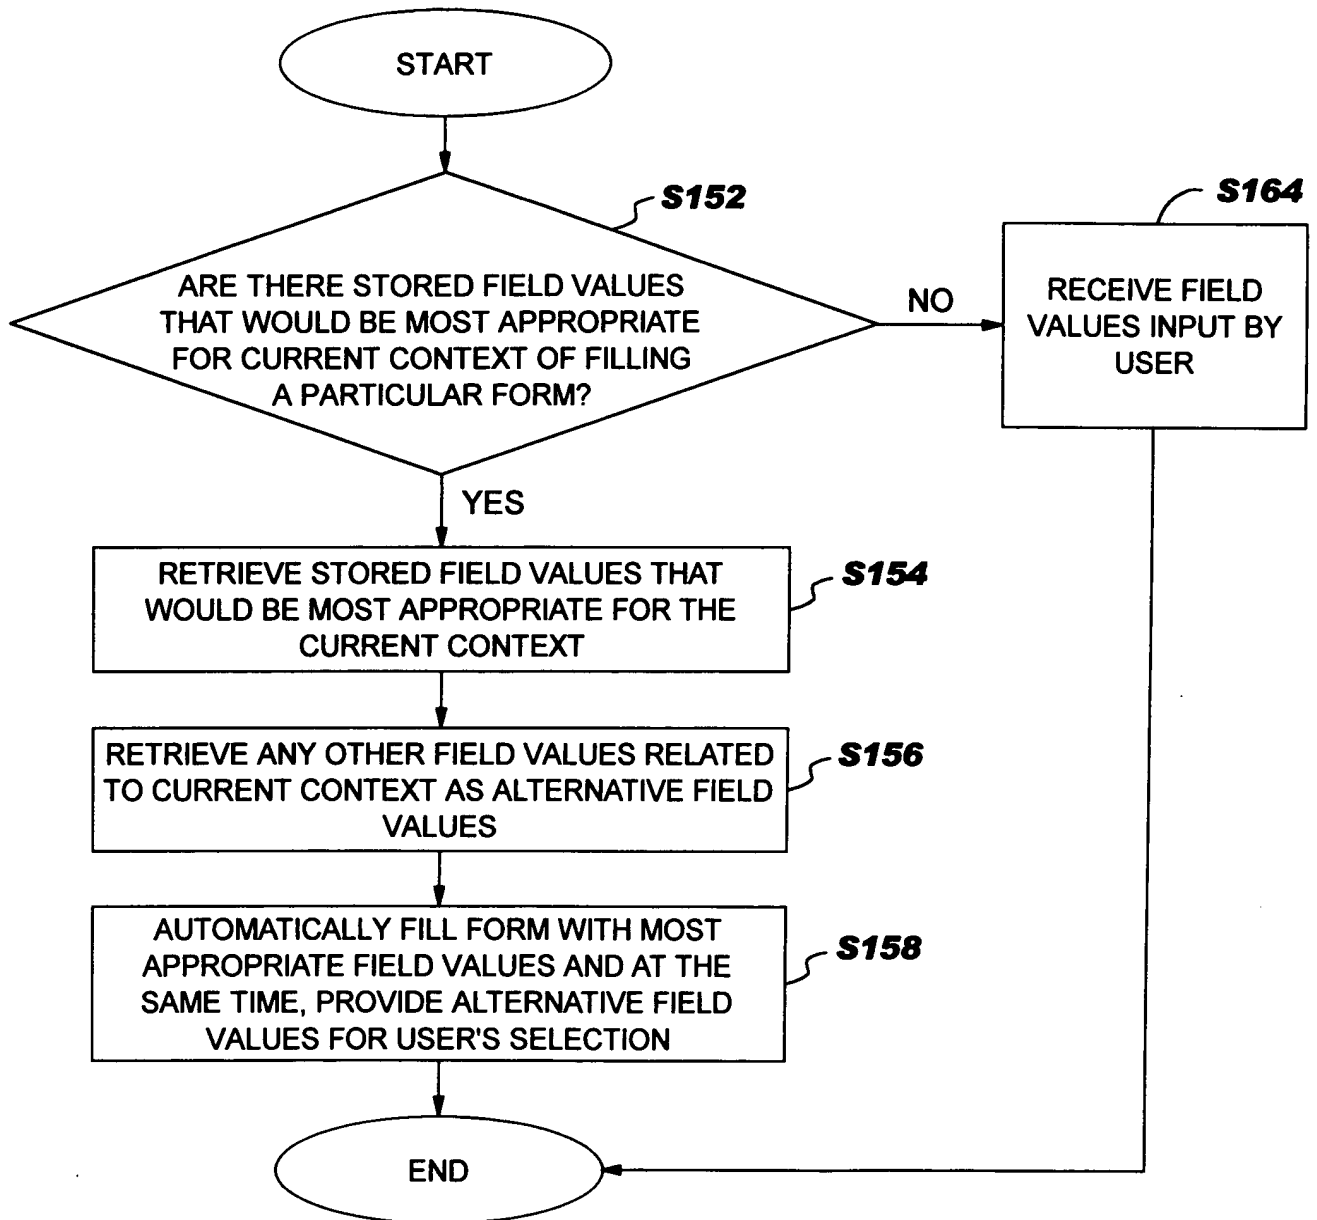 START
S152
S164
ARE THERE STORED FIELD VALUES
THAT WOULD BE MOST APPROPRIATE
FOR CURRENT CONTEXT OF FILLING
A PARTICULAR FORM?
NO
RECEIVE FIELD
VALUES INPUT BY
USER
YES
RETRIEVE STORED FIELD VALUES THAT
WOULD BE MOST APPROPRIATE FOR THE
CURRENT CONTEXT
S154
RETRIEVE ANY OTHER FIELD VALUES RELATED
TO CURRENT CONTEXT AS ALTERNATIVE FIELD
VALUES
S156
AUTOMATICALLY FILL FORM WITH MOST
APPROPRIATE FIELD VALUES AND AT THE
SAME TIME, PROVIDE ALTERNATIVE FIELD
VALUES FOR USER'S SELECTION
S158
END